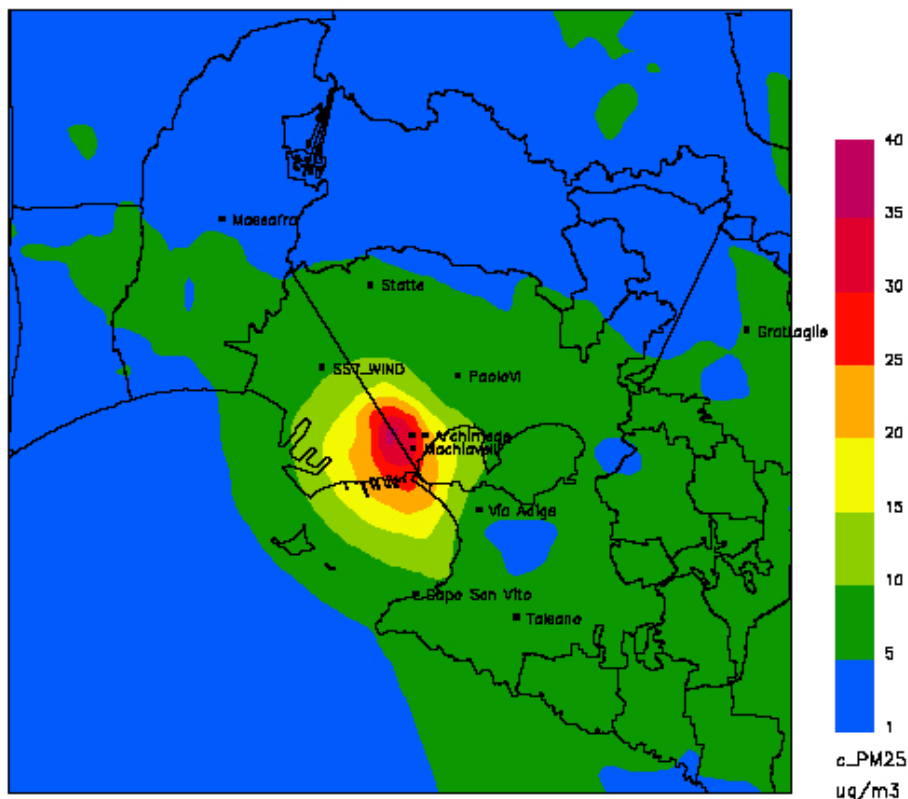 40
Massafra
35
Statte
30
Grottaglie
SS7_WIND
PaoloVI
25
Archimede
Machiavelli
20
Via Adige
15
10
Capo San Vito
Talsano
5
1
c_PM25
ug/m3